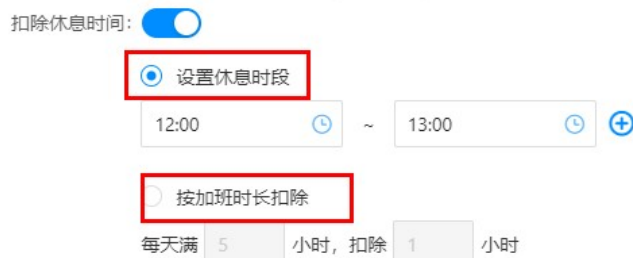 扣除休息时间：
设置休息时段
12:00 ~ 13:00
按加班时长扣除
每天满 5 小时，扣除 1 小时